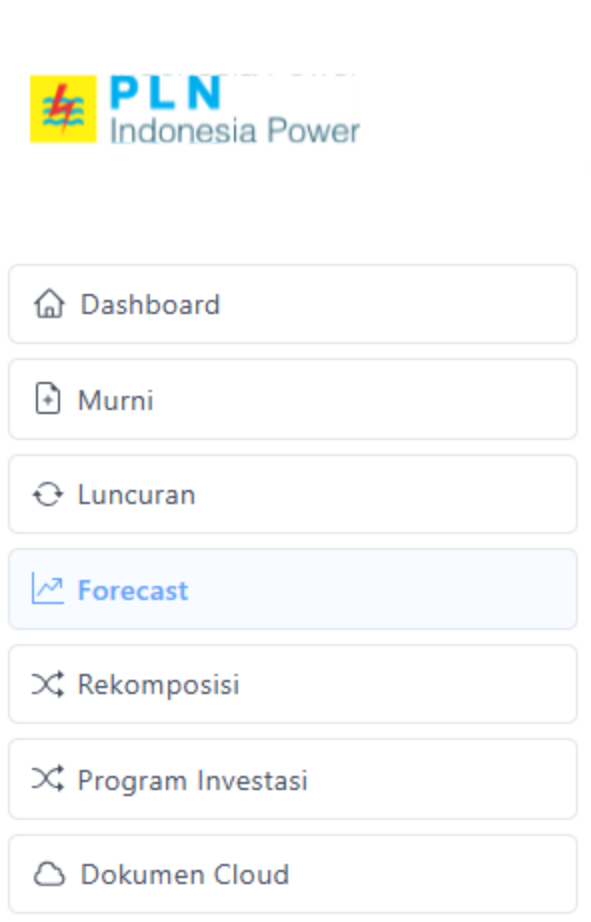 PLN
Indonesia Power
Dashboard
Murni
Luncuran
Forecast
Rekomposisi
Program Investasi
Dokumen Cloud